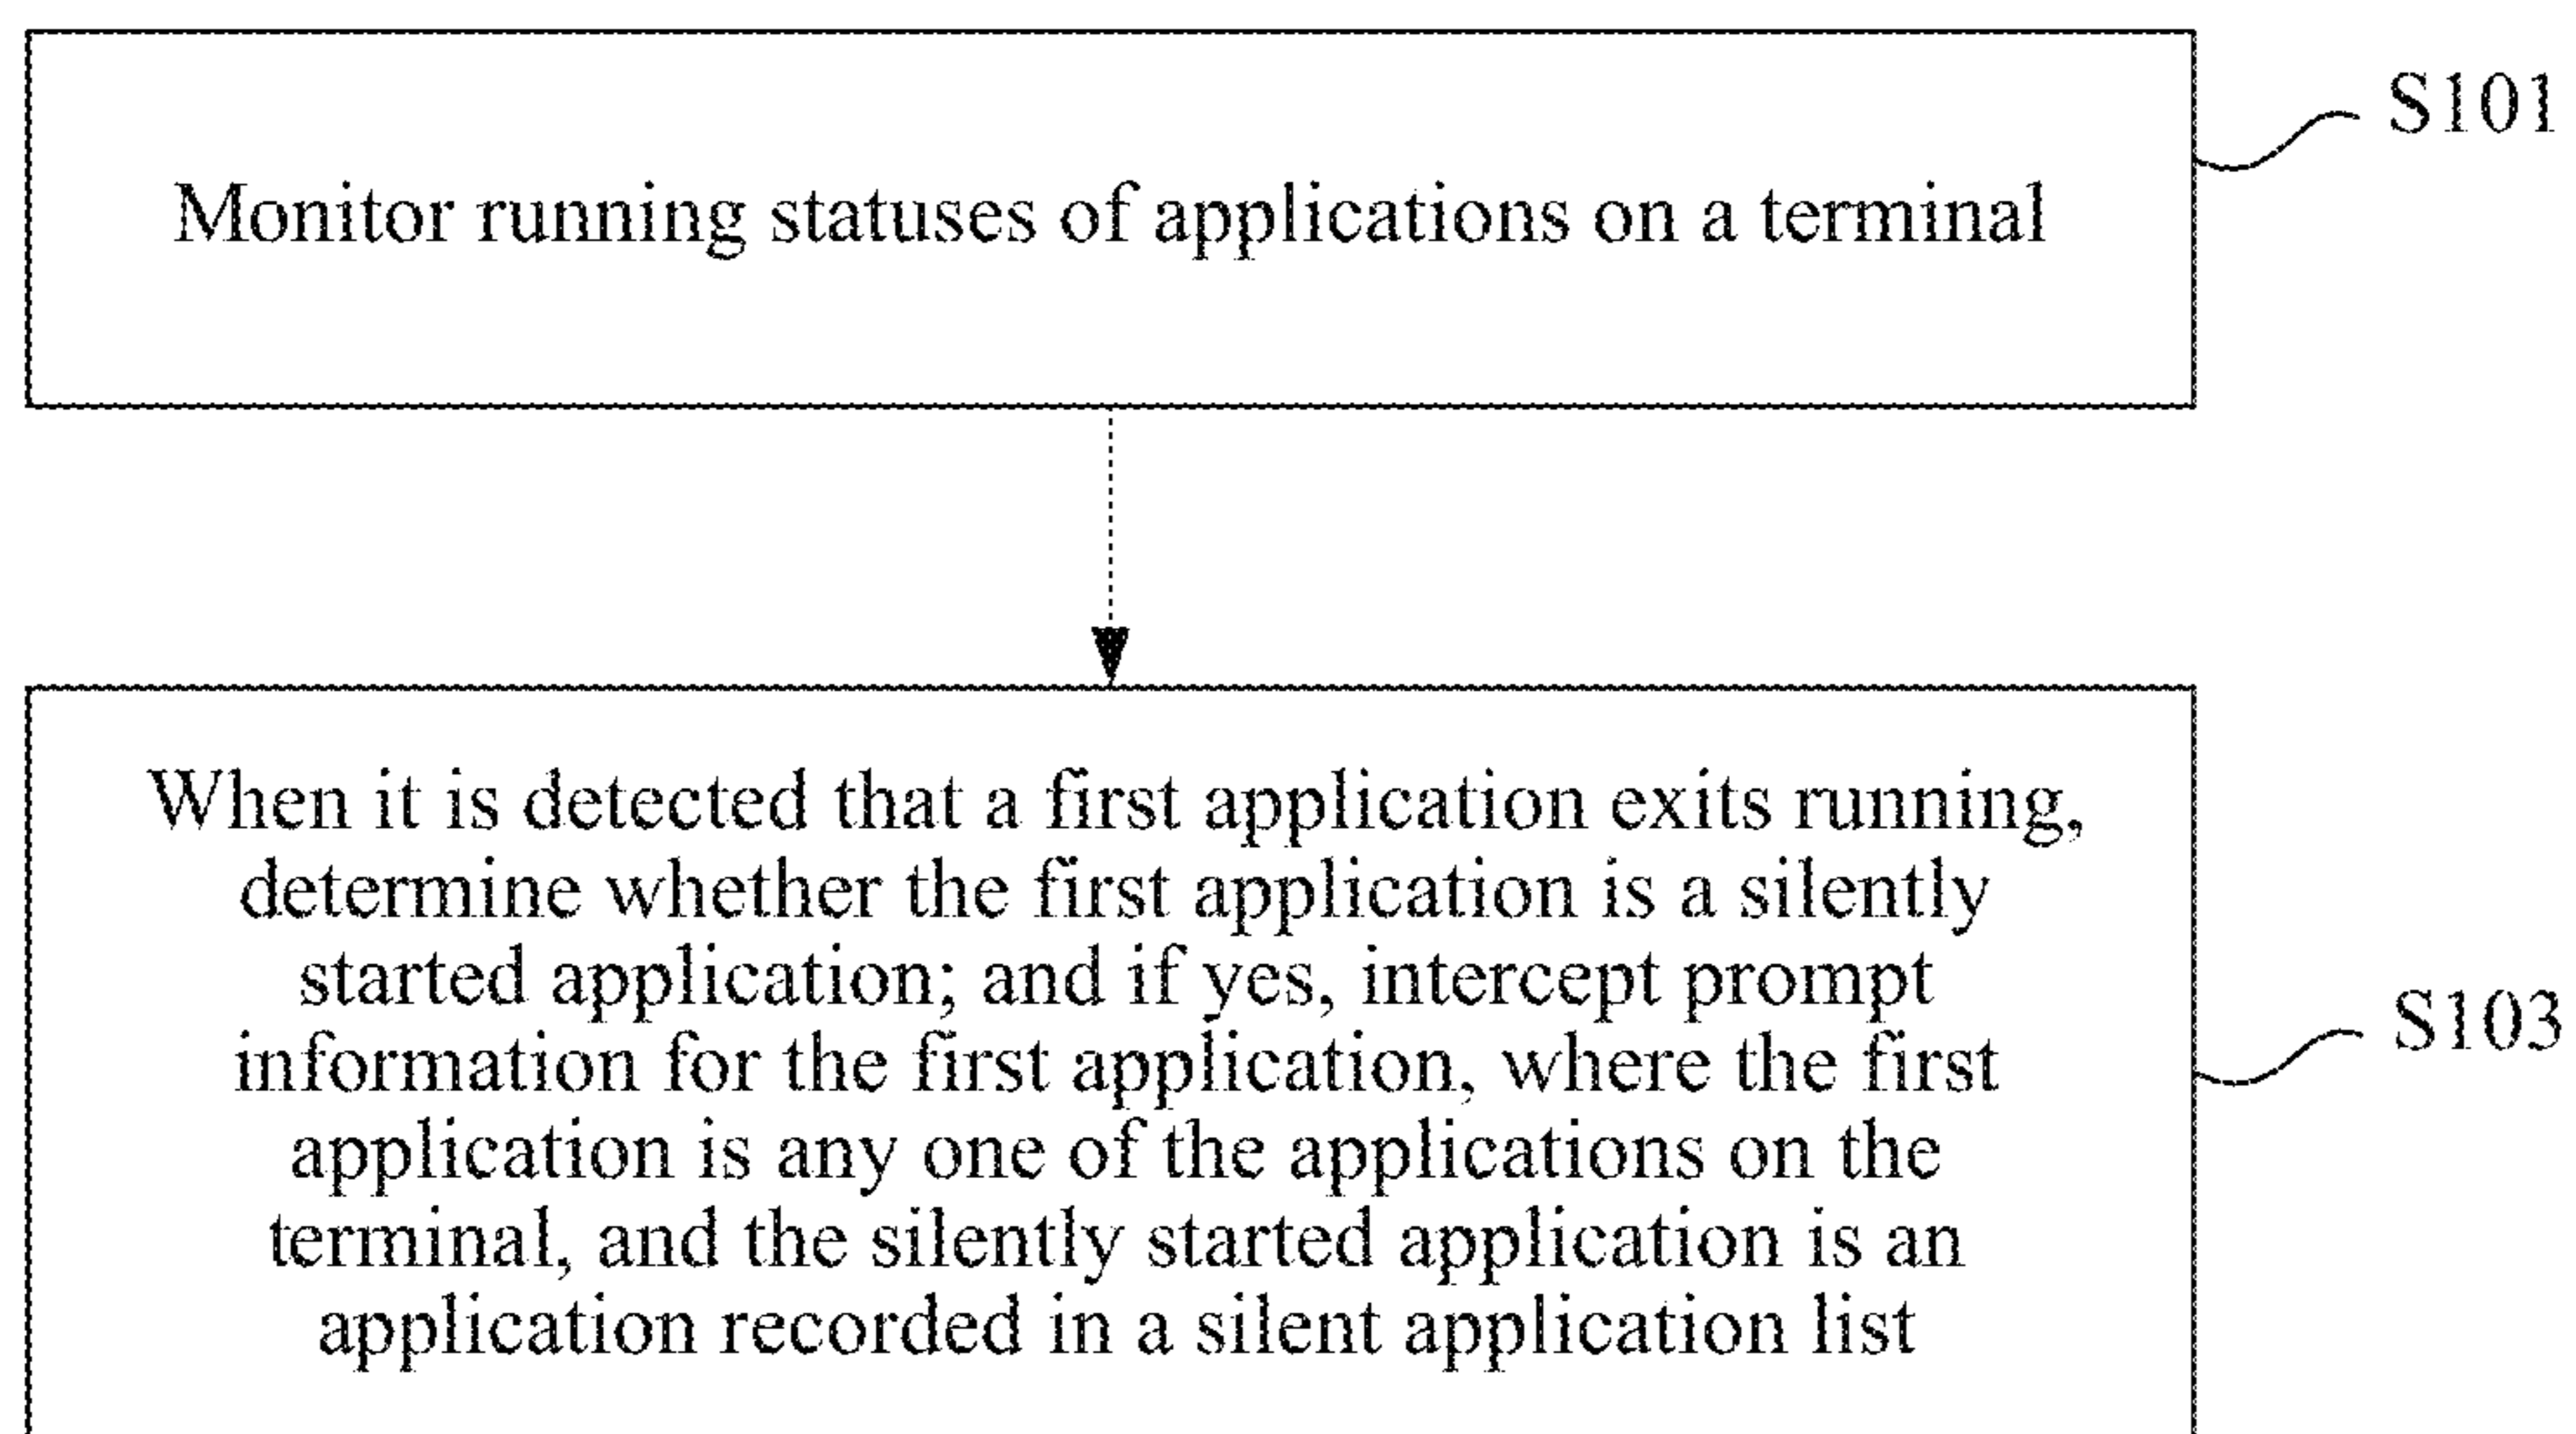 Monitor running statuses of applications on a terminal
S101
When it is detected that a first application exits running,
determine whether the first application is a silently
started application; and if yes, intercept prompt
information for the first application, where the first
application is any one of the applications on the
terminal, and the silently started application is an
application recorded in a silent application list
S103